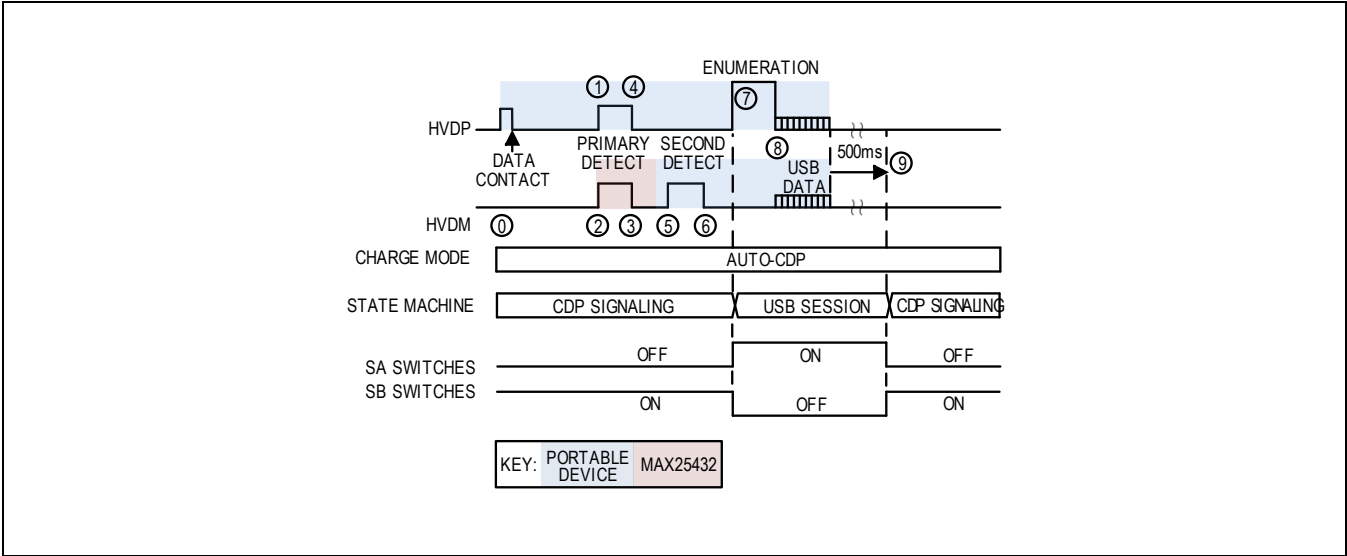 ENUMERATION
① ④ ⑦
HVDP
DATA
CONTACT
PRIMARY
DETECT
SECOND
DETECT
⑧
USB
DATA
500ms
⑨
HVDM
⓪ ② ③ ⑤ ⑥
CHARGE MODE
AUTO-CDP
STATE MACHINE
CDP SIGNALING
USB SESSION
CDP SIGNALING
SA SWITCHES
OFF
ON
OFF
SB SWITCHES
ON
OFF
ON
KEY:
PORTABLE
DEVICE
MAX25432